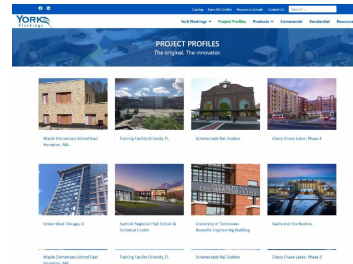 Catalog Earn AIA Credits Request a Sample Contact Us Search
YORK
Flashings
York Flashings Project Profiles Products Commercial Residential Resource
PROJECT PROFILES
The original. The innovator.
Maple Elementary School East
Hampton, MA
Training Facility Orlando, FL
Schenectady Rail Station
Chevy Chase Lakes: Phase 2
Union West Chicago, IL
Sanford Regional High School &
Technical Center
University of Tennessee-
Knoxville Engineering Building
Sanford of the Rockies
Maple Elementary School East
Hampton, MA
Training Facility Orlando, FL
Schenectady Rail Station
Chevy Chase Lakes: Phase 2